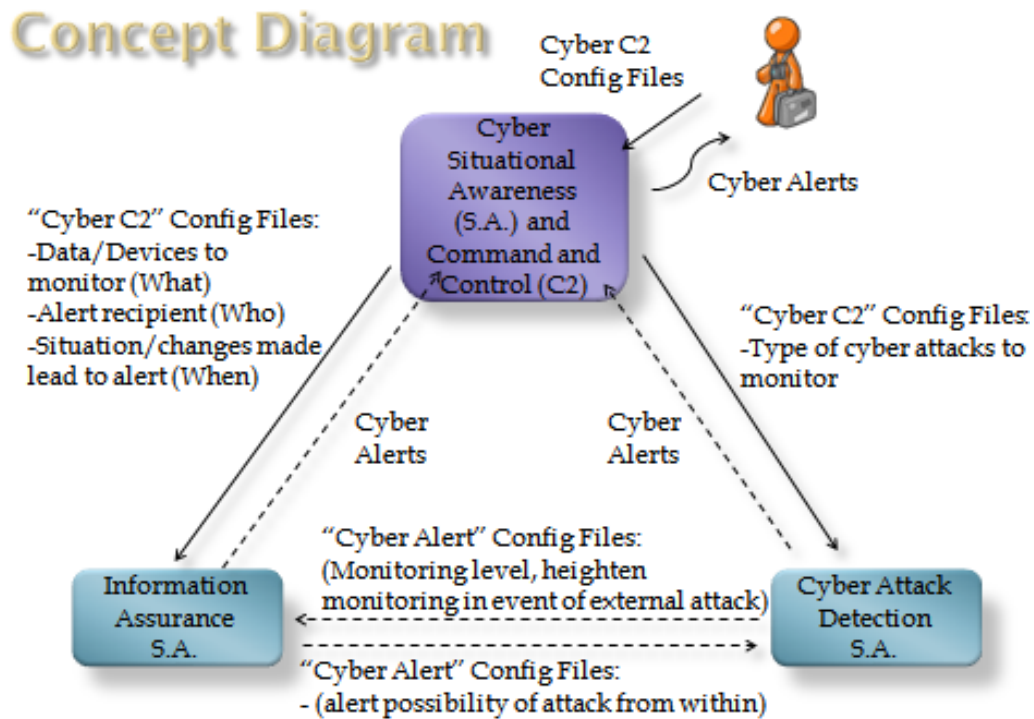 Concept Diagram
Cyber C2
Config Files
Cyber
Situational
Awareness
(S.A.) and
Command and
Control (C2)
Cyber Alerts
“Cyber C2” Config Files:
-Data/Devices to
monitor (What)
-Alert recipient (Who)
-Situation/changes made
lead to alert (When)
“Cyber C2” Config Files:
-Type of cyber attacks to
monitor
Cyber
Alerts
Cyber
Alerts
“Cyber Alert” Config Files:
(Monitoring level, heighten
monitoring in event of external attack)
Information
Assurance
S.A.
Cyber Attack
Detection
S.A.
“Cyber Alert” Config Files:
- (alert possibility of attack from within)